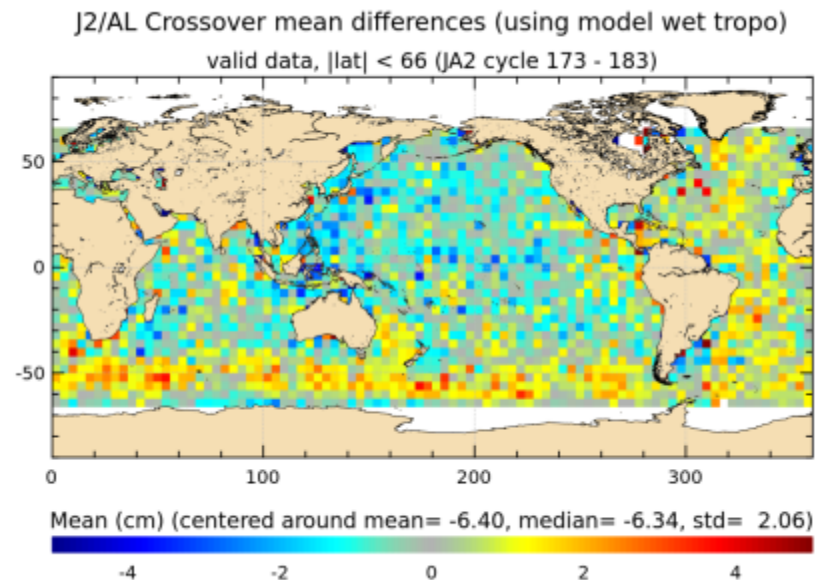 J2/AL Crossover mean differences (using model wet tropo)
valid data, |lat| < 66 (JA2 cycle 173 - 183)
50
0
-50
0 100 200 300
Mean (cm) (centered around mean= -6.40, median= -6.34, std=  2.06)
-4 -2 0 2 4